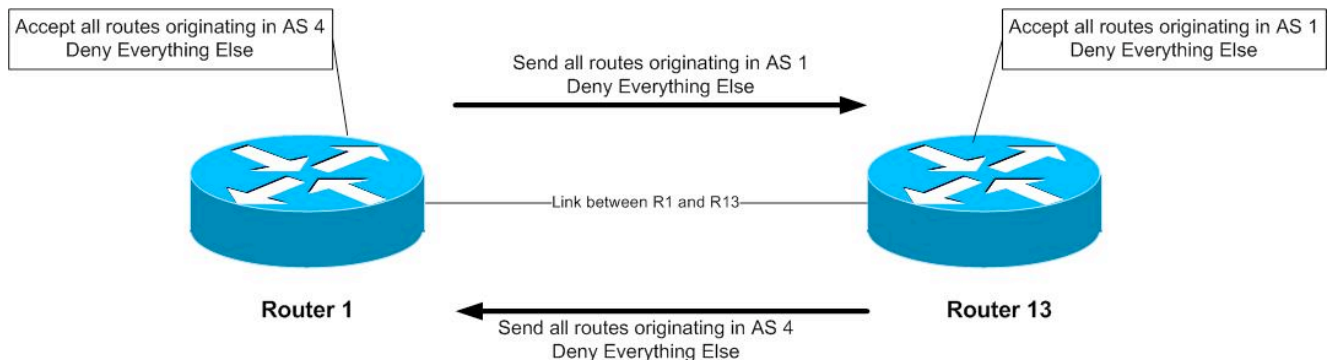 Accept all routes originating in AS 4
Deny Everything Else
Accept all routes originating in AS 1
Deny Everything Else
Send all routes originating in AS 1
Deny Everything Else
Link between R1 and R13
Router 1
Router 13
Send all routes originating in AS 4
Deny Everything Else